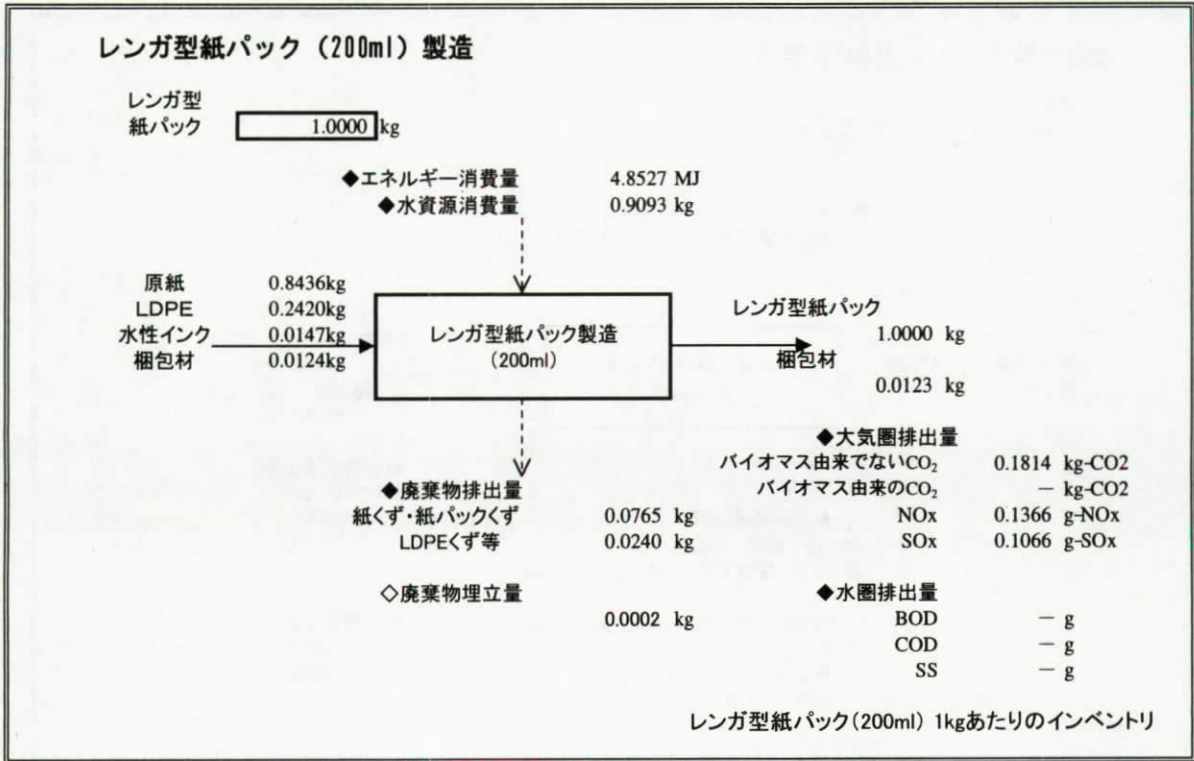 レンガ型紙パック（200ml）製造
レンガ型
紙パック 1.0000 kg
◆エネルギー消費量 4.8527 MJ
◆水資源消費量 0.9093 kg
原紙 0.8436kg
LDPE 0.2420kg
水性インク 0.0147kg
梱包材 0.0124kg
レンガ型紙パック製造
（200ml）
レンガ型紙パック
1.0000 kg
梱包材
0.0123 kg
◆廃棄物排出量
紙くず・紙パックくず 0.0765 kg
LDPEくず等 0.0240 kg
◇廃棄物埋立量
0.0002 kg
◆大気圏排出量
バイオマス由来でないCO₂ 0.1814 kg-CO2
バイオマス由来のCO₂ － kg-CO2
NOx 0.1366 g-NOx
SOx 0.1066 g-SOx
◆水圏排出量
BOD － g
COD － g
SS － g
レンガ型紙パック（200ml）1kgあたりのインベントリ